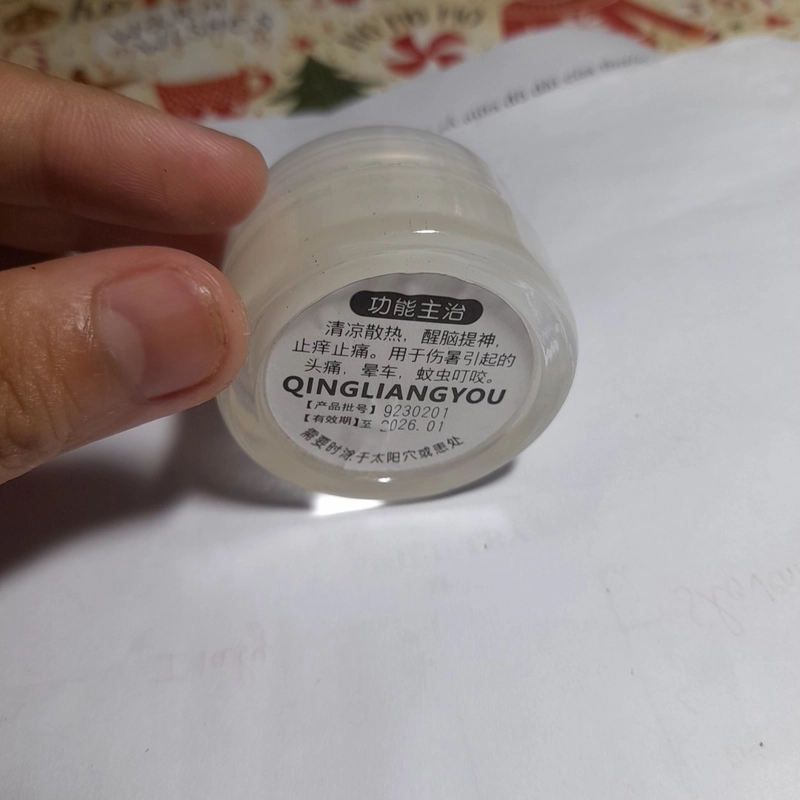 功能主治
清凉散热，醒脑提神，
止痒止痛。用于伤暑引起的
头痛，晕车，蚊虫叮咬。
QINGLIANGYOU
【产品批号】9230201
【有效期】至 2026.01
需要时涂于太阳穴或患处